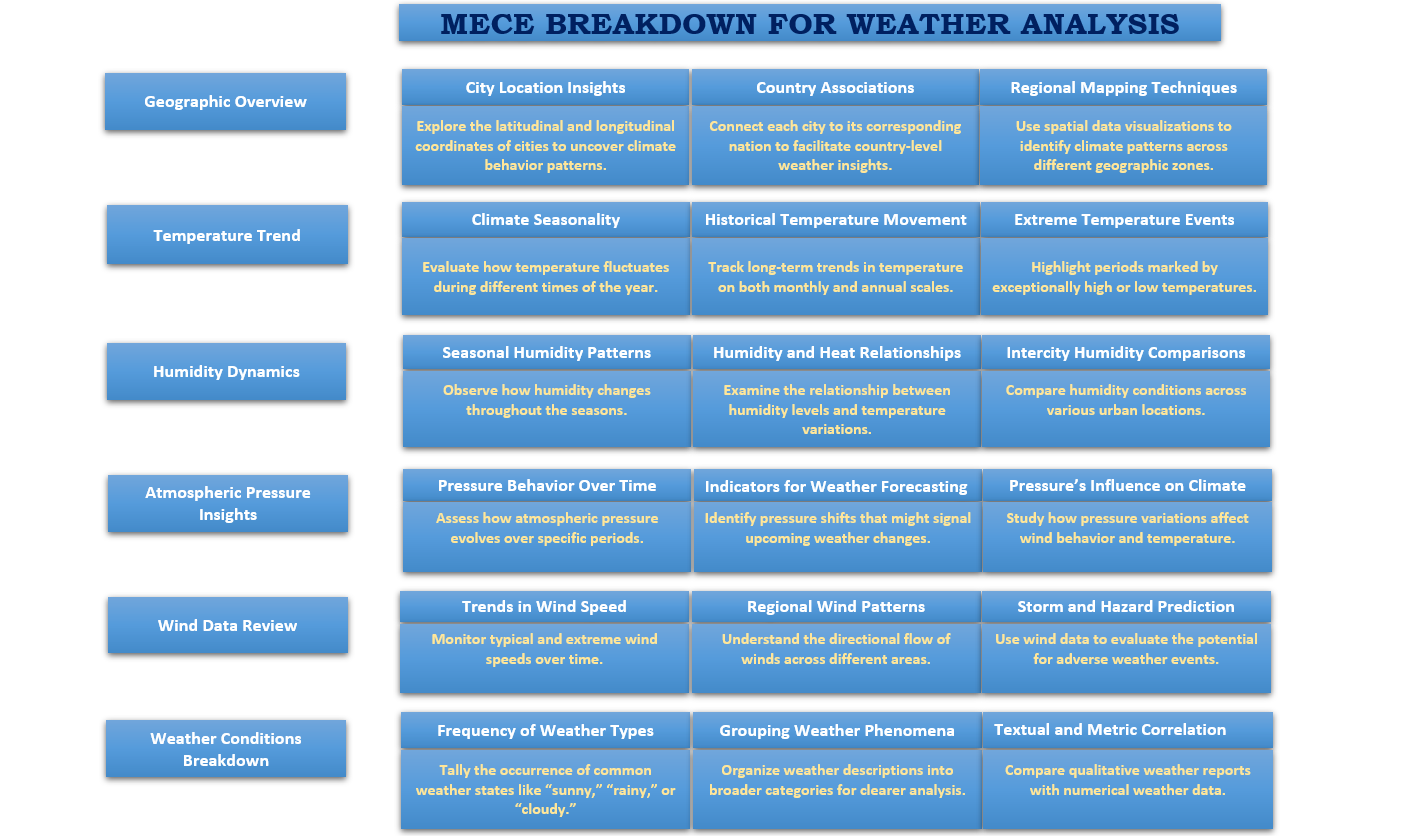 MECE BREAKDOWN FOR WEATHER ANALYSIS
Geographic Overview
City Location Insights
Explore the latitudinal and longitudinal
coordinates of cities to uncover climate
behavior patterns.
Country Associations
Connect each city to its corresponding
nation to facilitate country-level
weather insights.
Regional Mapping Techniques
Use spatial data visualizations to
identify climate patterns across
different geographic zones.
Temperature Trend
Climate Seasonality
Evaluate how temperature fluctuates
during different times of the year.
Historical Temperature Movement
Track long-term trends in temperature
on both monthly and annual scales.
Extreme Temperature Events
Highlight periods marked by
exceptionally high or low temperatures.
Humidity Dynamics
Seasonal Humidity Patterns
Observe how humidity changes
throughout the seasons.
Humidity and Heat Relationships
Examine the relationship between
humidity levels and temperature
variations.
Intercity Humidity Comparisons
Compare humidity conditions across
various urban locations.
Atmospheric Pressure
Insights
Pressure Behavior Over Time
Assess how atmospheric pressure
evolves over specific periods.
Indicators for Weather Forecasting
Identify pressure shifts that might signal
upcoming weather changes.
Pressure’s Influence on Climate
Study how pressure variations affect
wind behavior and temperature.
Wind Data Review
Trends in Wind Speed
Monitor typical and extreme wind
speeds over time.
Regional Wind Patterns
Understand the directional flow of
winds across different areas.
Storm and Hazard Prediction
Use wind data to evaluate the potential
for adverse weather events.
Weather Conditions
Breakdown
Frequency of Weather Types
Tally the occurrence of common
weather states like “sunny,” “rainy,” or
“cloudy.”
Grouping Weather Phenomena
Organize weather descriptions into
broader categories for clearer analysis.
Textual and Metric Correlation
Compare qualitative weather reports
with numerical weather data.